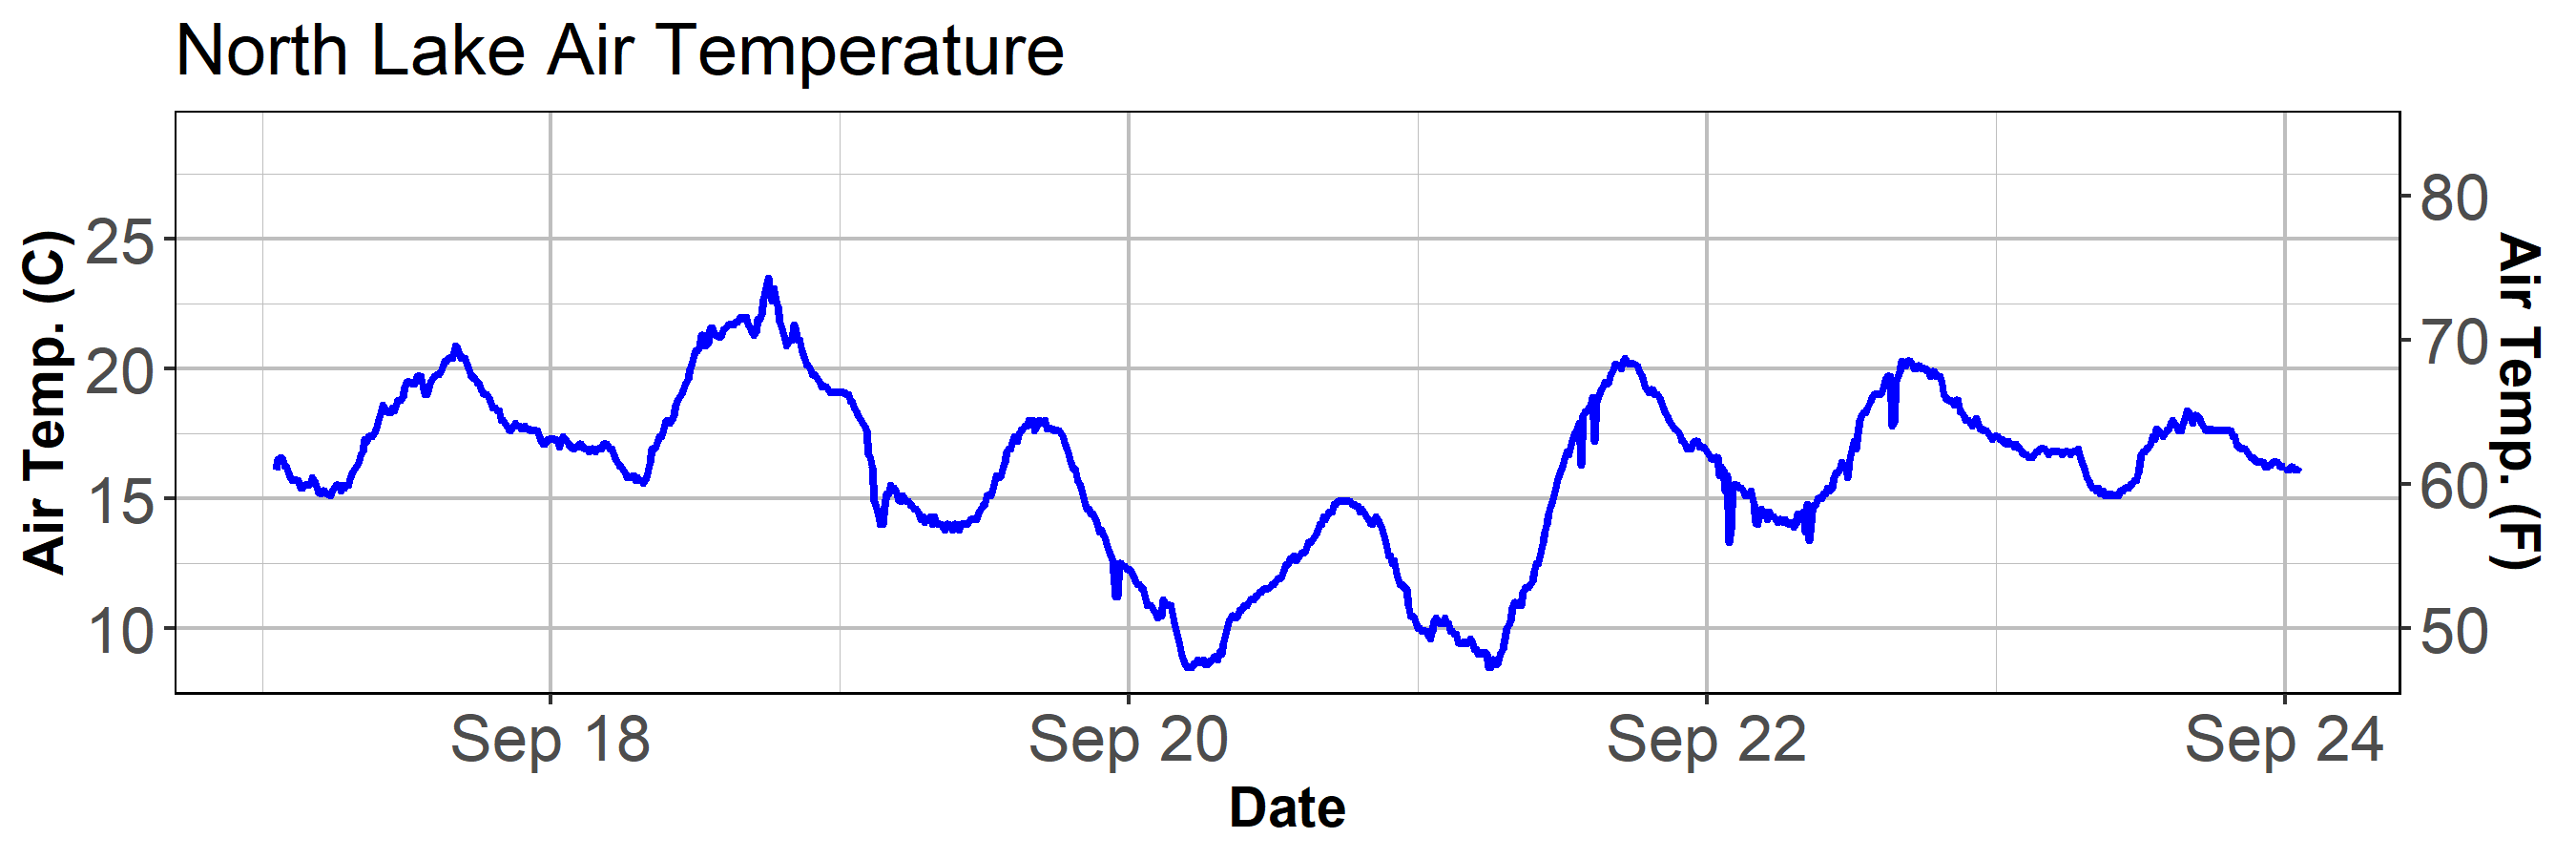 North Lake Air Temperature
Air Temp. (C)
25
20
15
10
80
70
60
50
Air Temp. (F)
Sep 18 Sep 20 Sep 22 Sep 24
Date